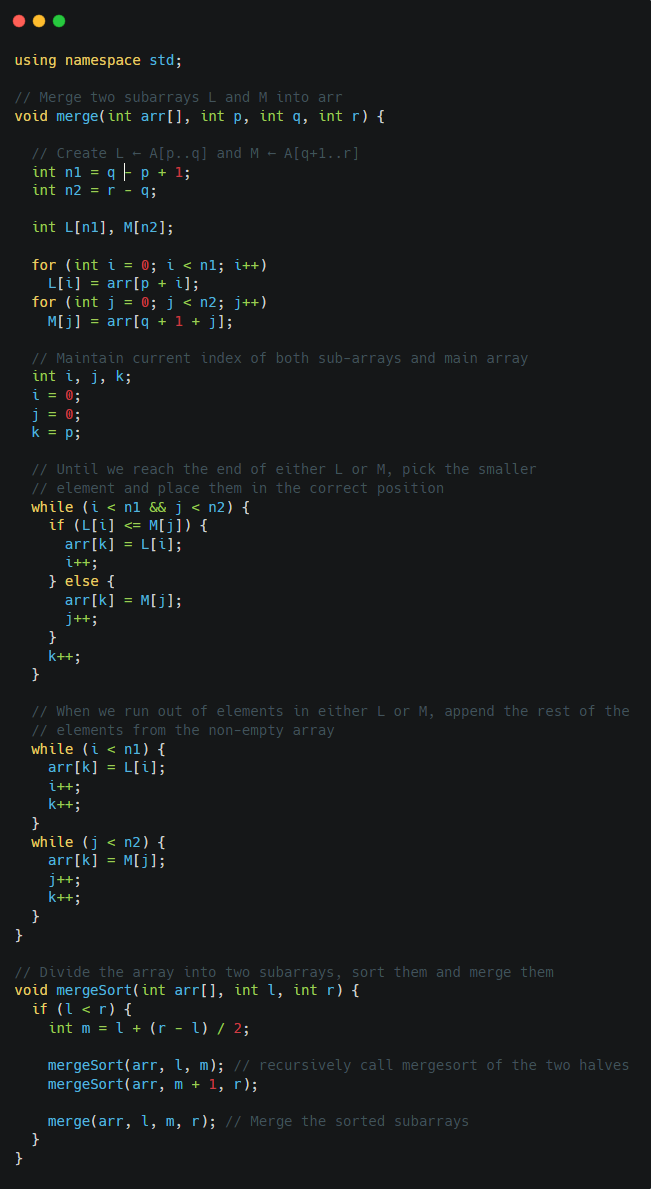 using namespace std;

// Merge two subarrays L and M into arr
void merge(int arr[], int p, int q, int r) {

  // Create L ← A[p..q] and M ← A[q+1..r]
  int n1 = q - p + 1;
  int n2 = r - q;

  int L[n1], M[n2];

  for (int i = 0; i < n1; i++)
    L[i] = arr[p + i];
  for (int j = 0; j < n2; j++)
    M[j] = arr[q + 1 + j];

  // Maintain current index of both sub-arrays and main array
  int i, j, k;
  i = 0;
  j = 0;
  k = p;

  // Until we reach the end of either L or M, pick the smaller
  // element and place them in the correct position
  while (i < n1 && j < n2) {
    if (L[i] <= M[j]) {
      arr[k] = L[i];
      i++;
    } else {
      arr[k] = M[j];
      j++;
    }
    k++;
  }

  // When we run out of elements in either L or M, append the rest of the
  // elements from the non-empty array
  while (i < n1) {
    arr[k] = L[i];
    i++;
    k++;
  }
  while (j < n2) {
    arr[k] = M[j];
    j++;
    k++;
  }
}

// Divide the array into two subarrays, sort them and merge them
void mergeSort(int arr[], int l, int r) {
  if (l < r) {
    int m = l + (r - l) / 2;

    mergeSort(arr, l, m); // recursively call mergesort of the two halves
    mergeSort(arr, m + 1, r);

    merge(arr, l, m, r); // Merge the sorted subarrays
  }
}